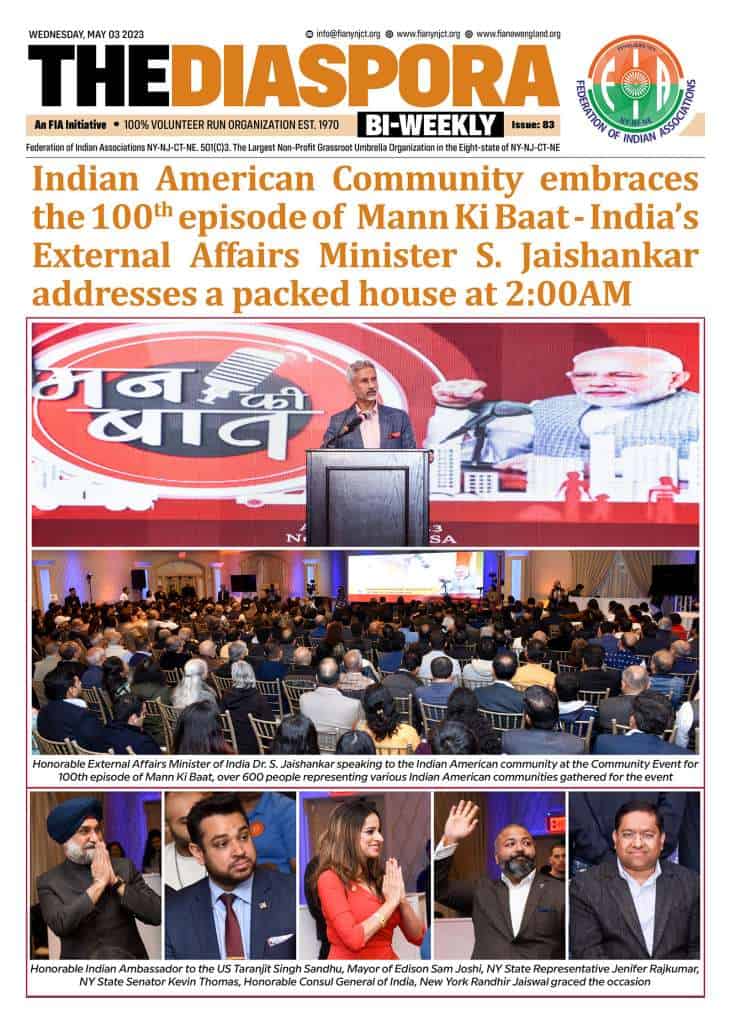 WEDNESDAY, MAY 03 2023
info@fianynjct.org www.fianynjct.org www.fianewengland.org
THEDIASPORA
An FIA Initiative • 100% VOLUNTEER RUN ORGANIZATION EST. 1970
BI-WEEKLY
Issue: 83
FIA
NY-NJ-CT-NE
FEDERATION OF INDIAN ASSOCIATIONS
Federation of Indian Associations NY-NJ-CT-NE. 501(C)3. The Largest Non-Profit Grassroot Umbrella Organization in the Eight-state of NY-NJ-CT-NE
Indian American Community embraces
the 100th episode of Mann Ki Baat - India's
External Affairs Minister S. Jaishankar
addresses a packed house at 2:00AM
मन की
बात
Honorable External Affairs Minister of India Dr. S. Jaishankar speaking to the Indian American community at the Community Event for
100th episode of Mann Ki Baat, over 600 people representing various Indian American communities gathered for the event
Honorable Indian Ambassador to the US Taranjit Singh Sandhu, Mayor of Edison Sam Joshi, NY State Representative Jenifer Rajkumar,
NY State Senator Kevin Thomas, Honorable Consul General of India, New York Randhir Jaiswal graced the occasion